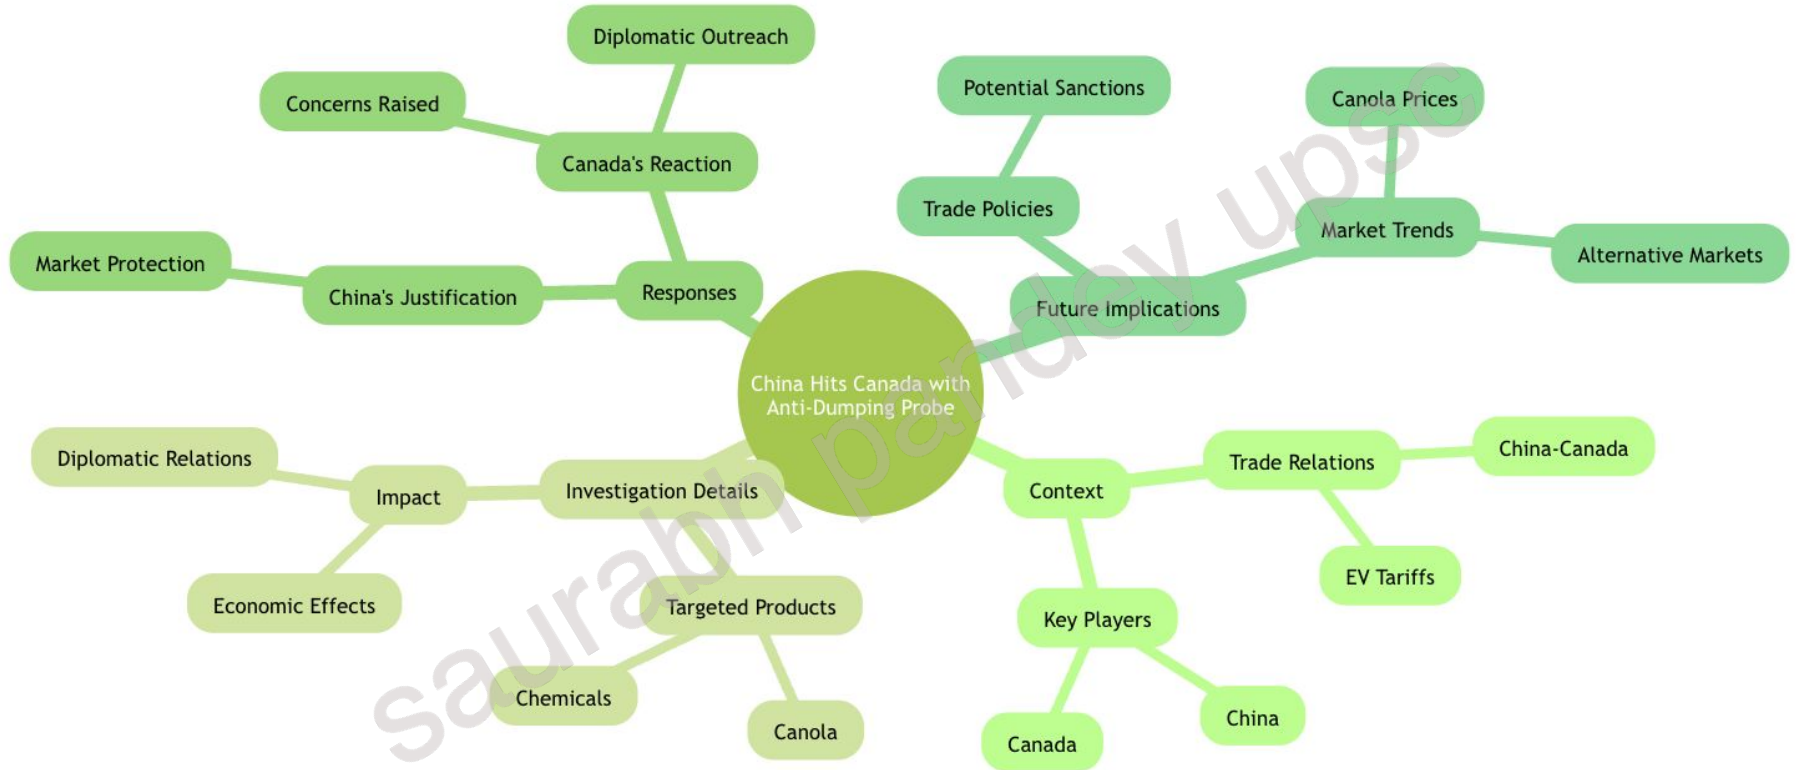 Diplomatic Outreach
Concerns Raised
Canada's Reaction
Market Protection
China's Justification
Responses
Potential Sanctions
Canola Prices
Trade Policies
Market Trends
Alternative Markets
Future Implications
China Hits Canada with
Anti-Dumping Probe
Diplomatic Relations
Impact
Investigation Details
Economic Effects
Targeted Products
Chemicals
Canola
Context
Trade Relations
China-Canada
EV Tariffs
Key Players
Canada
China
saurabh pandey upsc